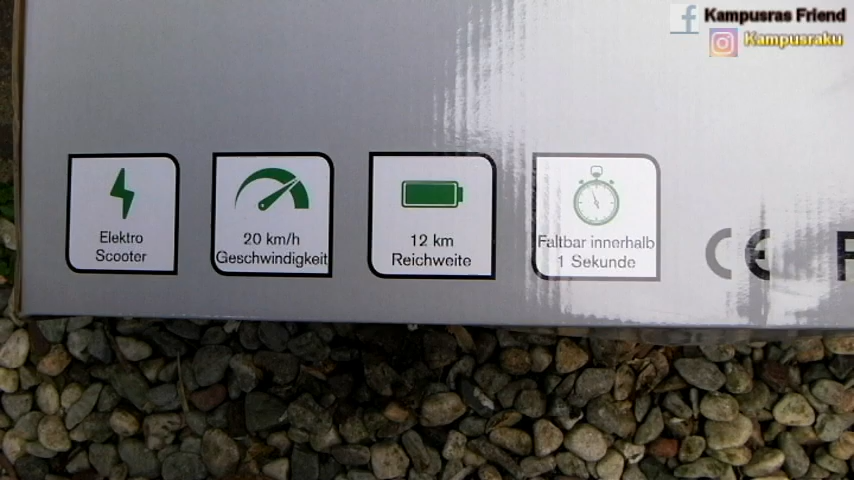 Kampusras Friend
Kampusraku
Elektro
Scooter
20 km/h
Geschwindigkeit
12 km
Reichweite
Faltbar innerhalb
1 Sekunde
CE